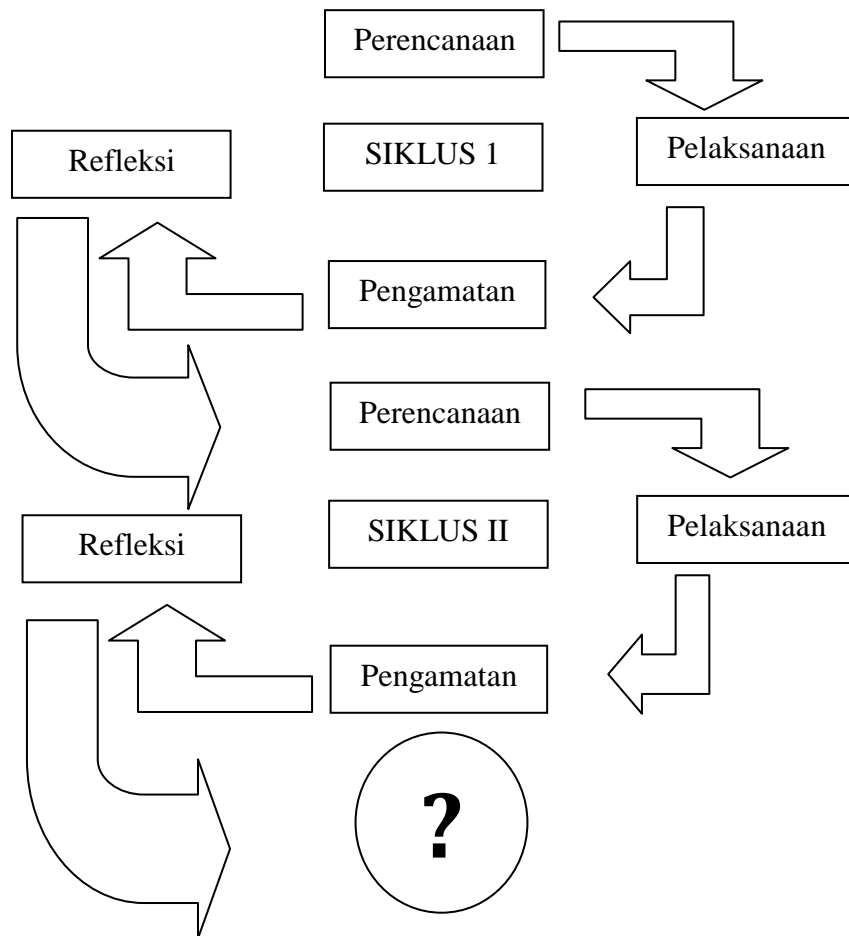 Perencanaan
Refleksi
SIKLUS 1
Pelaksanaan
Pengamatan
Perencanaan
Refleksi
SIKLUS II
Pelaksanaan
Pengamatan
?